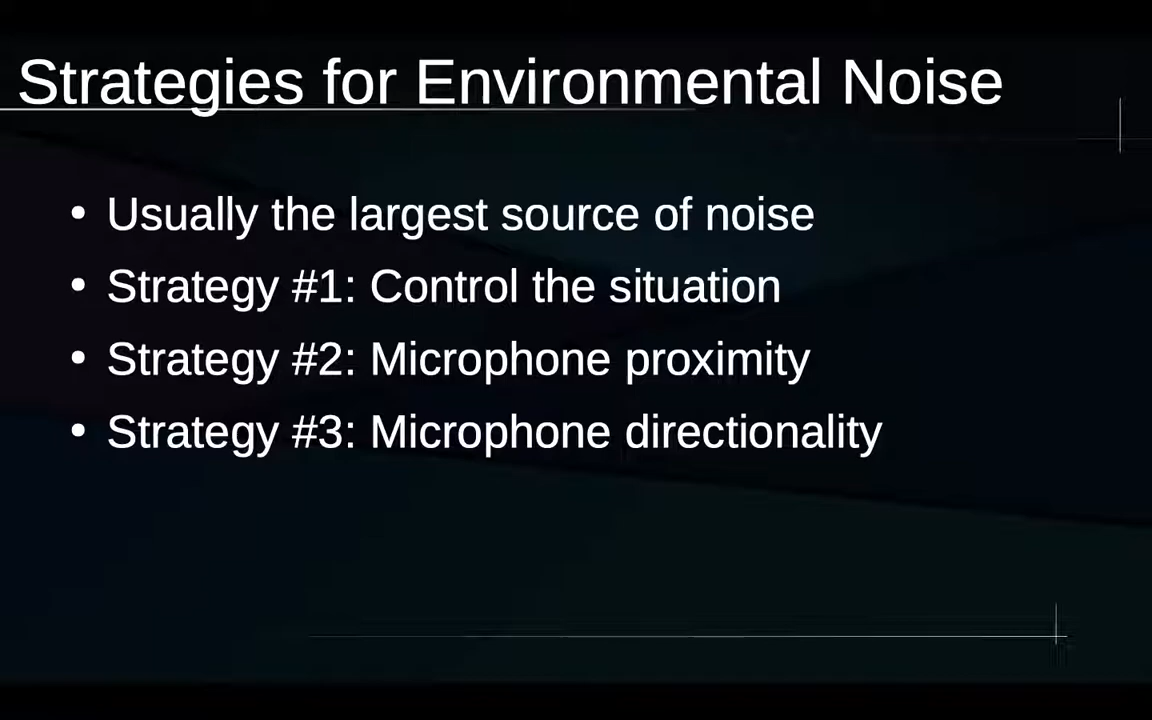 Strategies for Environmental Noise
• Usually the largest source of noise
• Strategy #1: Control the situation
• Strategy #2: Microphone proximity
• Strategy #3: Microphone directionality